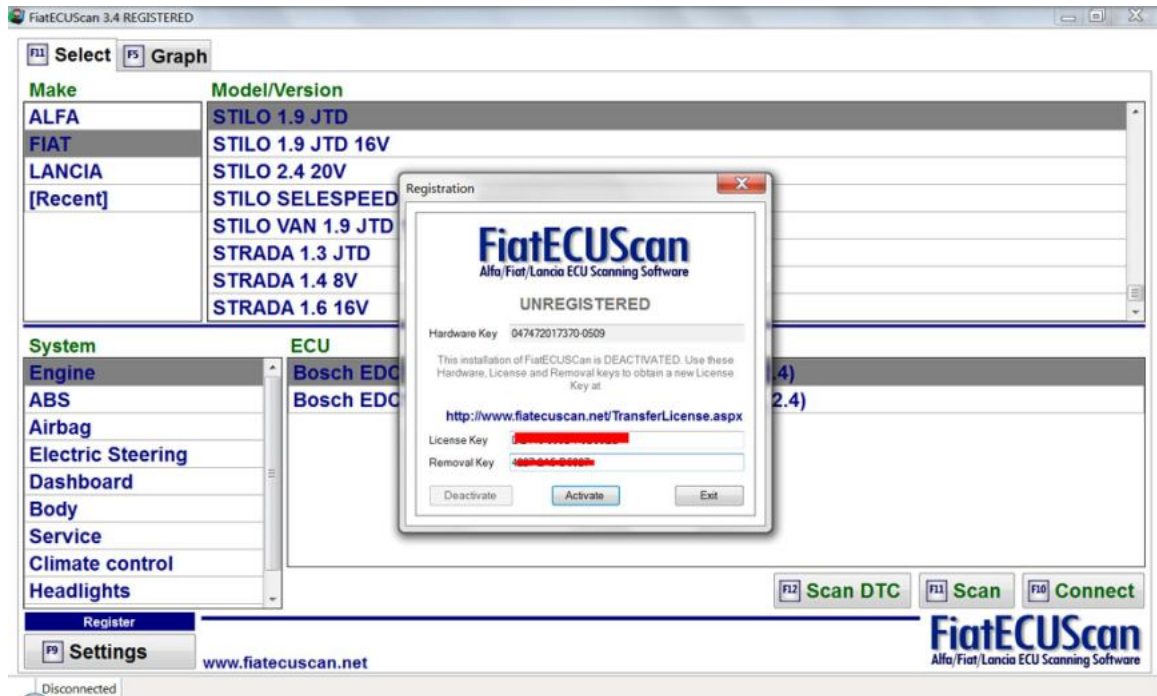 FiatECUScan 3.4 REGISTERED
F11 Select F5 Graph
Make
Model/Version
ALFA
FIAT
LANCIA
[Recent]
STILO 1.9 JTD
STILO 1.9 JTD 16V
STILO 2.4 20V
STILO SELESPEED
STILO VAN 1.9 JTD
STRADA 1.3 JTD
STRADA 1.4 8V
STRADA 1.6 16V
Registration
FiatECUScan
Alfa/Fiat/Lancia ECU Scanning Software
UNREGISTERED
Hardware Key 047472017370-0509
This installation of FiatECUSCan is DEACTIVATED. Use these
Hardware, License and Removal keys to obtain a new License
Key at
http://www.fiatecuscan.net/TransferLicense.aspx
License Key
Removal Key
Deactivate Activate Exit
System
Engine
ABS
Airbag
Electric Steering
Dashboard
Body
Service
Climate control
Headlights
ECU
Bosch EDC .4)
Bosch EDC 2.4)
F12 Scan DTC F11 Scan F10 Connect
Register
F9 Settings
www.fiatecuscan.net
FiatECUScan
Alfa/Fiat/Lancia ECU Scanning Software
Disconnected